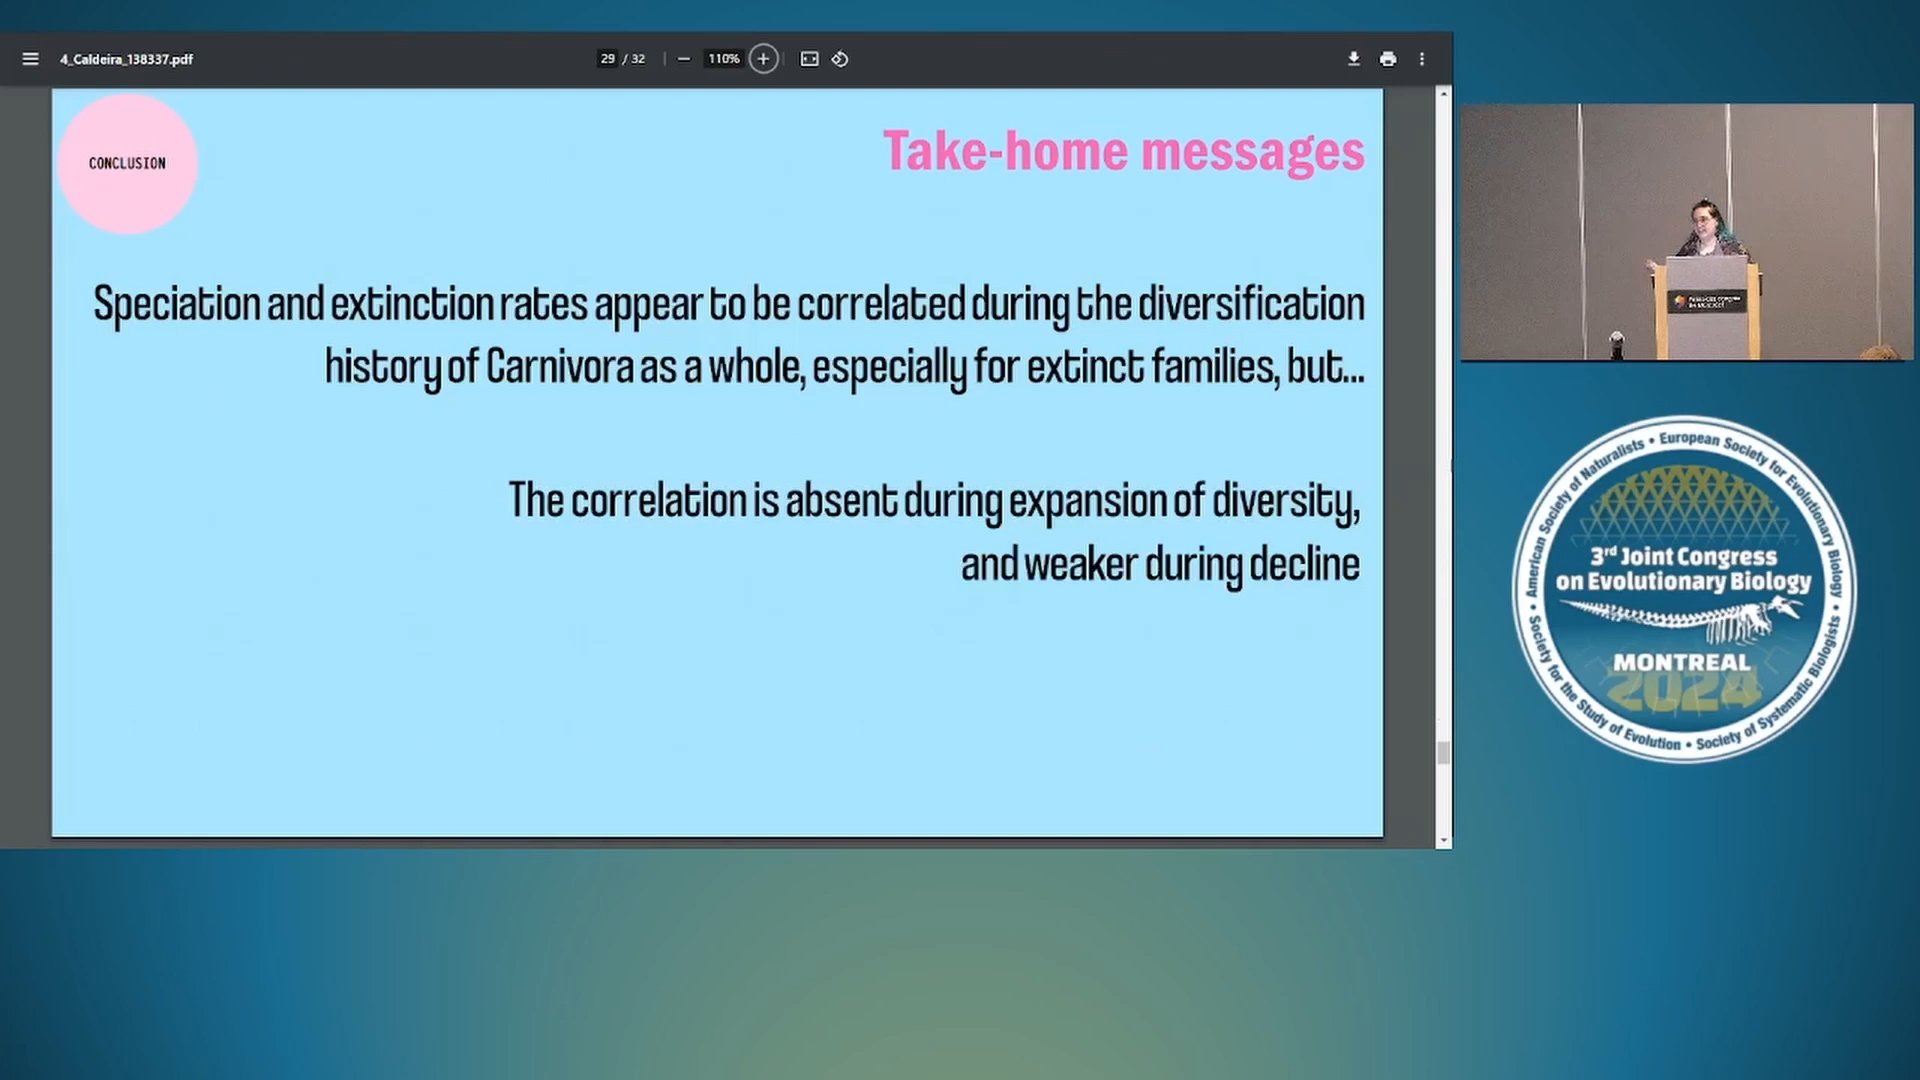 4_Caldeira_138337.pdf
29 / 32
110%
CONCLUSION
Take-home messages
Speciation and extinction rates appear to be correlated during the diversification
history of Carnivora as a whole, especially for extinct families, but...
The correlation is absent during expansion of diversity,
and weaker during decline
American Society of Naturalists • European Society for Evolutionary Biology •
Society for the Study of Evolution • Society of Systematic Biologists •
3rd Joint Congress
on Evolutionary Biology
MONTREAL
2024